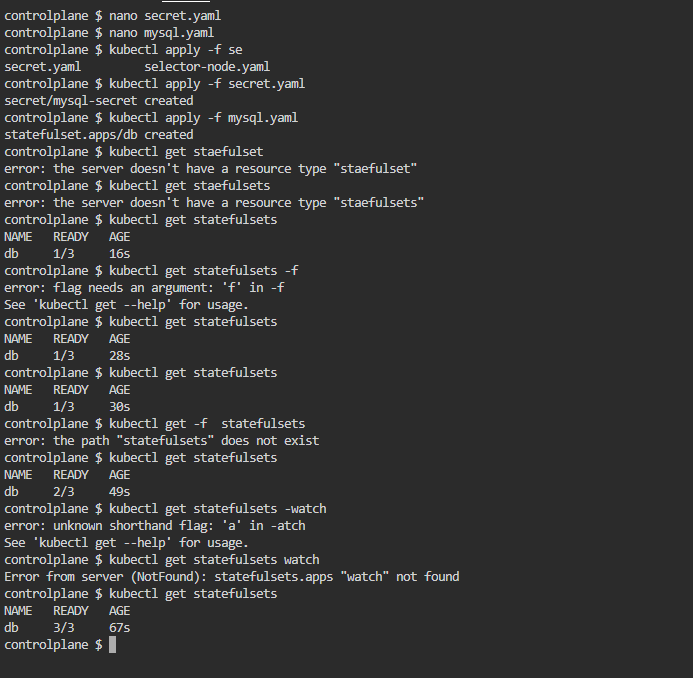 controlplane $ nano secret.yaml
controlplane $ nano mysql.yaml
controlplane $ kubectl apply -f se
secret.yaml         selector-node.yaml
controlplane $ kubectl apply -f secret.yaml
secret/mysql-secret created
controlplane $ kubectl apply -f mysql.yaml
statefulset.apps/db created
controlplane $ kubectl get staefulset
error: the server doesn't have a resource type "staefulset"
controlplane $ kubectl get staefulsets
error: the server doesn't have a resource type "staefulsets"
controlplane $ kubectl get statefulsets
NAME   READY   AGE
db     1/3     16s
controlplane $ kubectl get statefulsets -f
error: flag needs an argument: 'f' in -f
See 'kubectl get --help' for usage.
controlplane $ kubectl get statefulsets
NAME   READY   AGE
db     1/3     28s
controlplane $ kubectl get statefulsets
NAME   READY   AGE
db     1/3     30s
controlplane $ kubectl get -f  statefulsets
error: the path "statefulsets" does not exist
controlplane $ kubectl get statefulsets
NAME   READY   AGE
db     2/3     49s
controlplane $ kubectl get statefulsets -watch
error: unknown shorthand flag: 'a' in -atch
See 'kubectl get --help' for usage.
controlplane $ kubectl get statefulsets watch
Error from server (NotFound): statefulsets.apps "watch" not found
controlplane $ kubectl get statefulsets
NAME   READY   AGE
db     3/3     67s
controlplane $